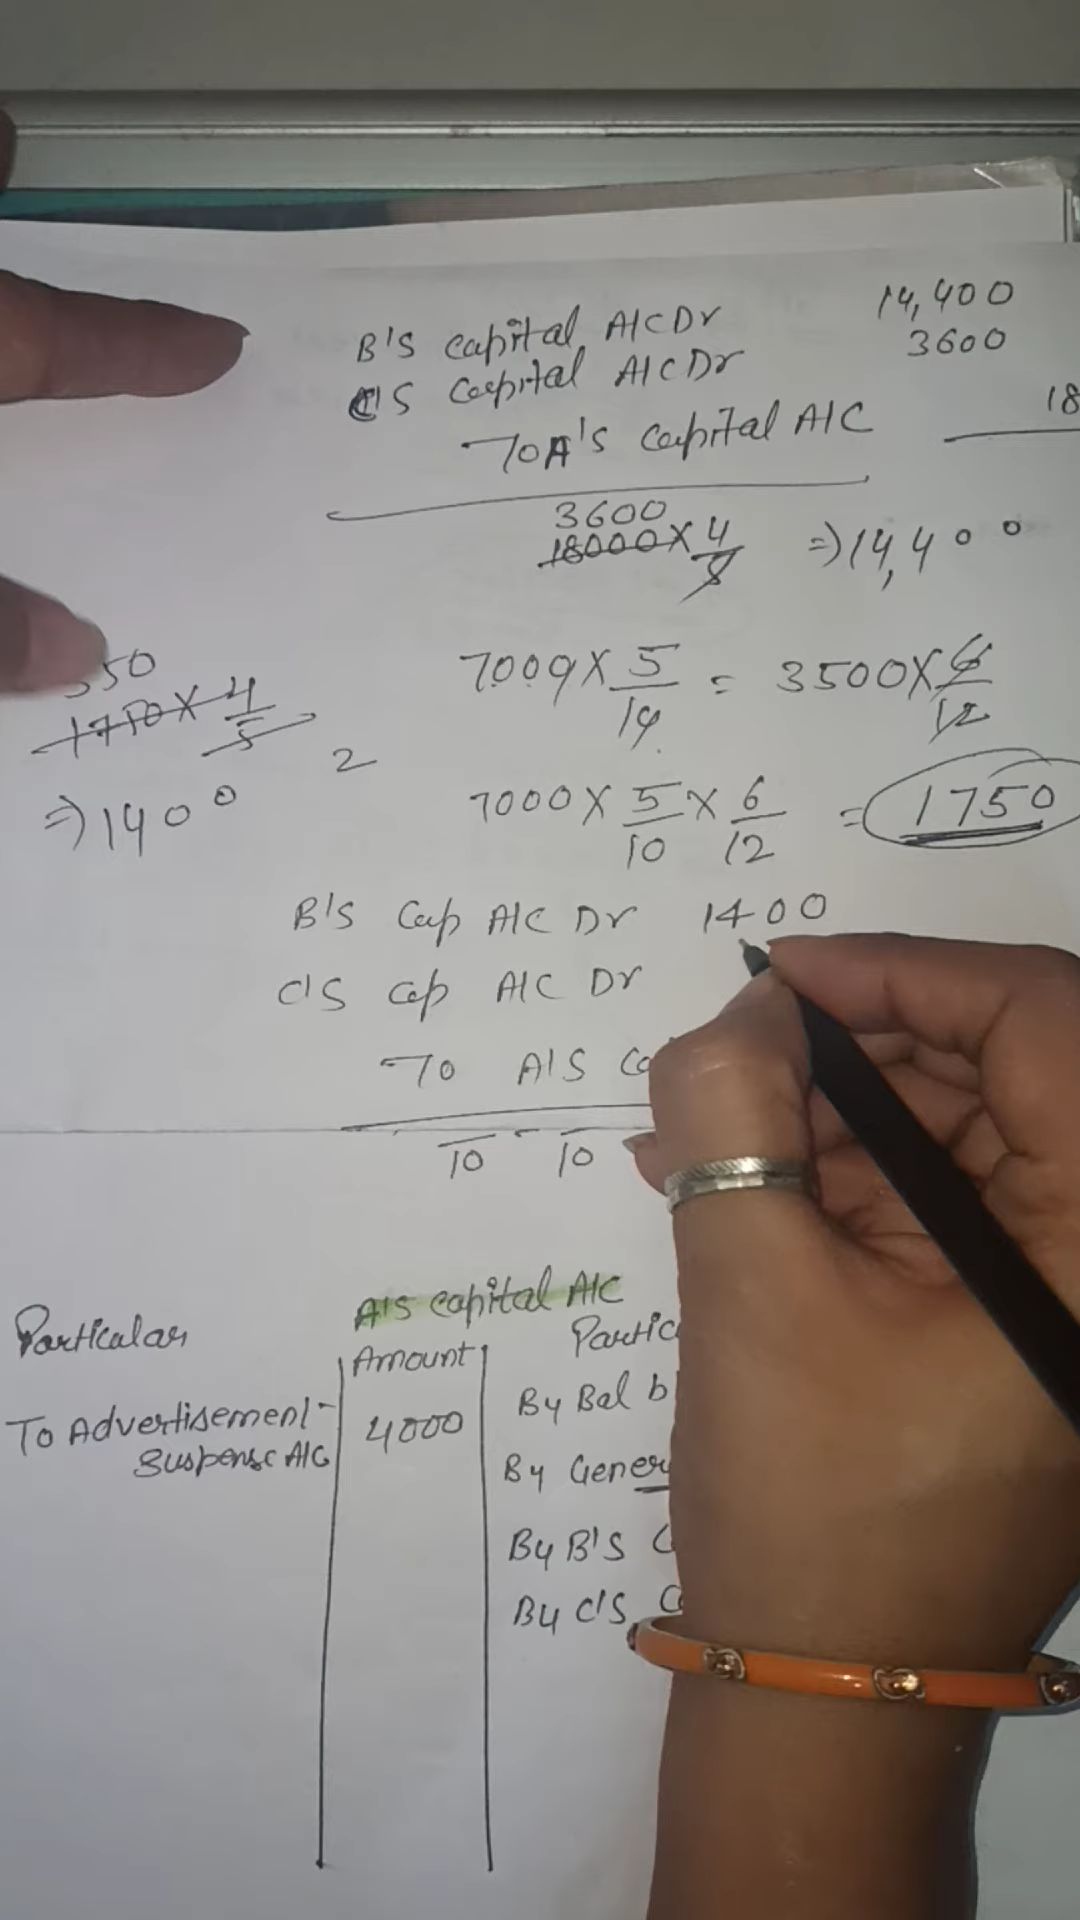 B'S Capital A/C Dr 14,400
C'S Capital A/C Dr 3600
To A's Capital A/C 18
3600
18000 X 4/5 => 14,400
7000 X 5/10 = 3500 X 6/12
350
1750 X 4/5
2
=> 1400
7000 X 5/10 X 6/12 = 1750
B'S Cap A/C Dr 1400
C'S Cap A/C Dr
To A'S
10 - 10
A'S Capital A/C
Particular Amount
To Advertisement Suspense A/C 4000
By Bal
By
By B'S
By C'S